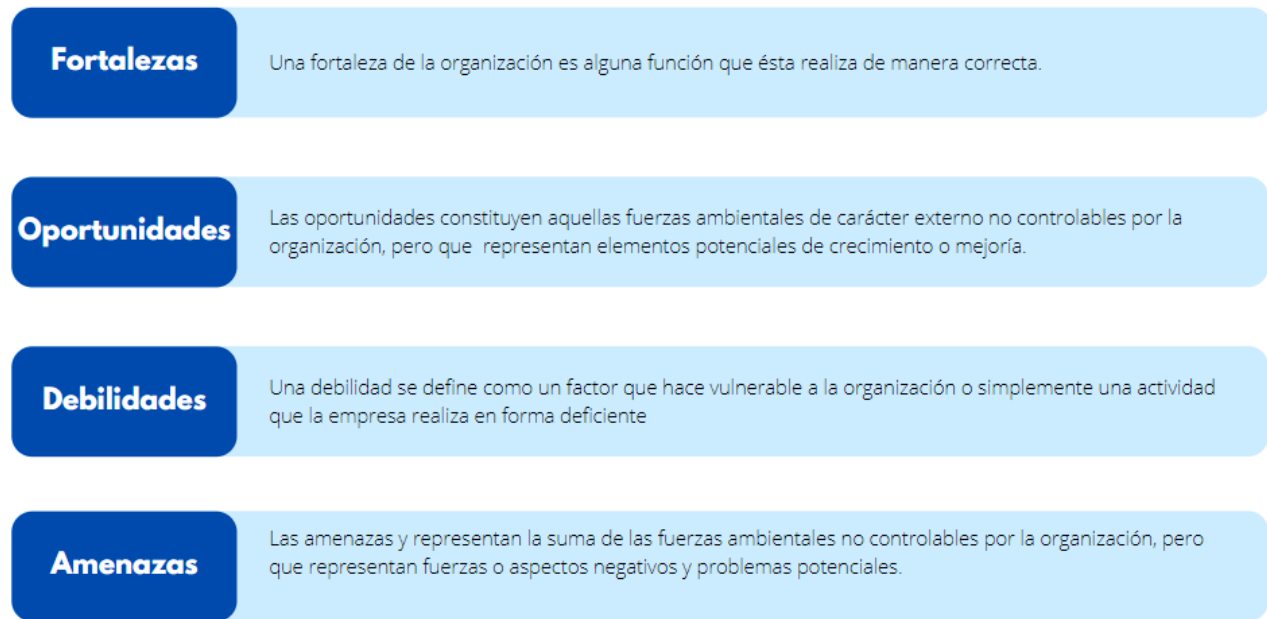 Fortalezas
Una fortaleza de la organización es alguna función que ésta realiza de manera correcta.
Oportunidades
Las oportunidades constituyen aquellas fuerzas ambientales de carácter externo no controlables por la
organización, pero que representan elementos potenciales de crecimiento o mejoría.
Debilidades
Una debilidad se define como un factor que hace vulnerable a la organización o simplemente una actividad
que la empresa realiza en forma deficiente
Amenazas
Las amenazas y representan la suma de las fuerzas ambientales no controlables por la organización, pero
que representan fuerzas o aspectos negativos y problemas potenciales.